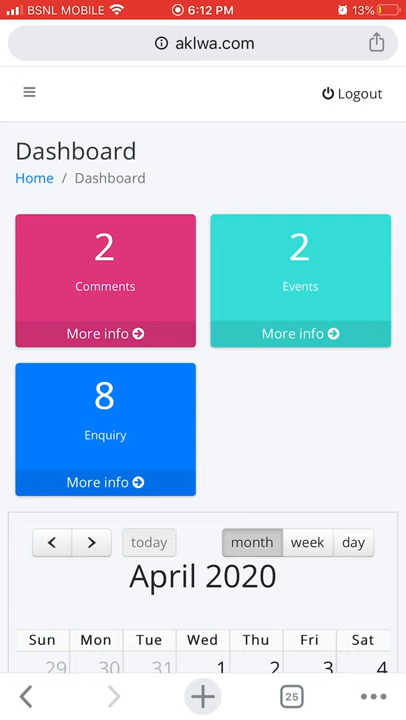 BSNL MOBILE 6:12 PM 13%
aklwa.com
Logout
Dashboard
Home / Dashboard
2
Comments
More info
2
Events
More info
8
Enquiry
More info
today month week day
April 2020
Sun Mon Tue Wed Thu Fri Sat
29 30 31 1 2 3 4
25